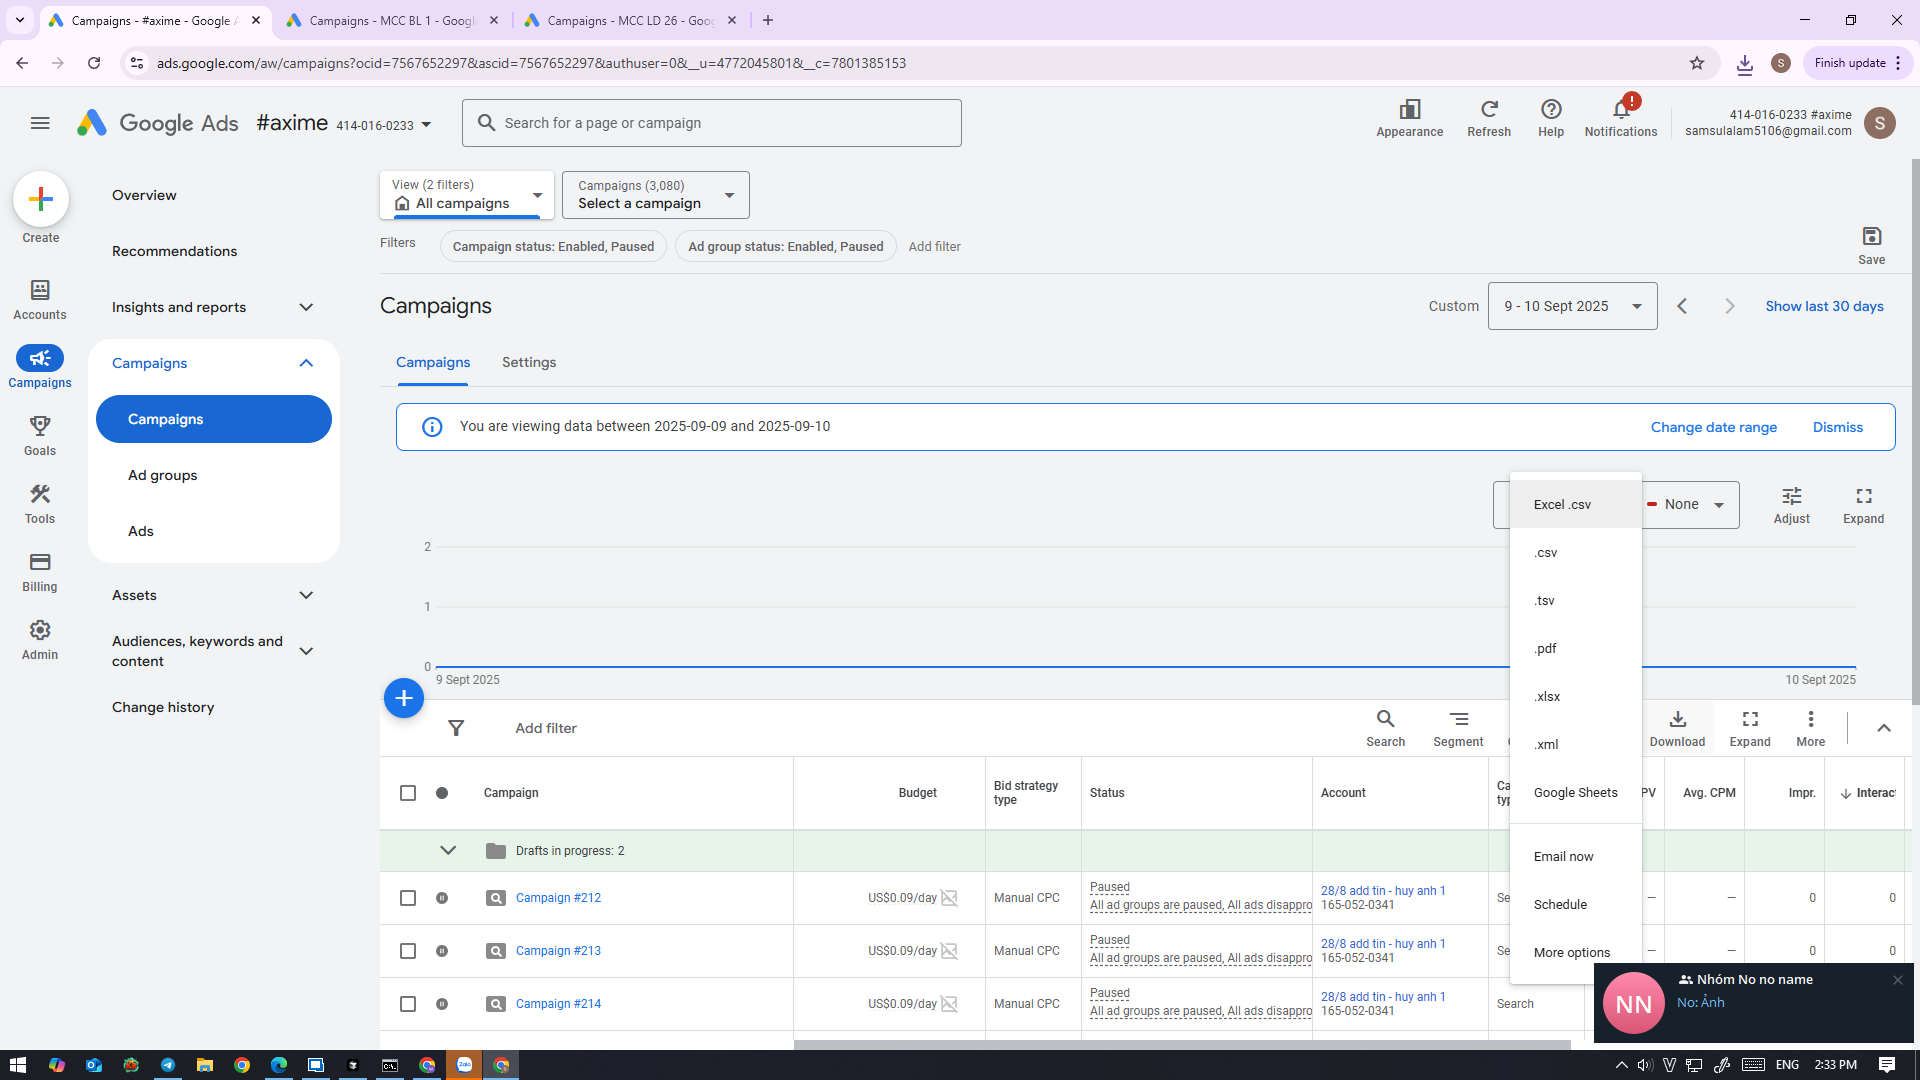 Campaigns - #axime - Google A
Campaigns - MCC BL 1 - Googl
Campaigns - MCC LD 26 - Goo
ads.google.com/aw/campaigns?ocid=7567652297&ascid=7567652297&authuser=0&__u=4772045801&__c=7801385153
S
Finish update
Google Ads
#axime 414-016-0233
Search for a page or campaign
Appearance
Refresh
Help
!
Notifications
414-016-0233 #axime
samsulalam5106@gmail.com
S
Create
Accounts
Campaigns
Goals
Tools
Billing
Admin
Overview
Recommendations
Insights and reports
Campaigns
Campaigns
Ad groups
Ads
Assets
Audiences, keywords and
content
Change history
View (2 filters)
All campaigns
Campaigns (3,080)
Select a campaign
Filters
Campaign status: Enabled, Paused
Ad group status: Enabled, Paused
Add filter
Save
Campaigns
Custom
9 - 10 Sept 2025
Show last 30 days
Campaigns
Settings
You are viewing data between 2025-09-09 and 2025-09-10
Change date range
Dismiss
None
Adjust
Expand
2
1
0
9 Sept 2025
10 Sept 2025
Excel .csv
.csv
.tsv
.pdf
.xlsx
.xml
Google Sheets
Email now
Schedule
More options
Add filter
Search
Segment
Download
Expand
More
Campaign
Budget
Bid strategy
type
Status
Account
Ca
typ
PV
Avg. CPM
Impr.
Interac
Drafts in progress: 2
Campaign #212
US$0.09/day
Manual CPC
Paused
All ad groups are paused, All ads disappro
28/8 add tin - huy anh 1
165-052-0341
Se
—
—
0
0
Campaign #213
US$0.09/day
Manual CPC
Paused
All ad groups are paused, All ads disappro
28/8 add tin - huy anh 1
165-052-0341
Se
—
—
0
0
Campaign #214
US$0.09/day
Manual CPC
Paused
All ad groups are paused, All ads disappro
28/8 add tin - huy anh 1
165-052-0341
Search
NN
Nhóm No no name
No: Ảnh
Zalo
ENG
2:33 PM